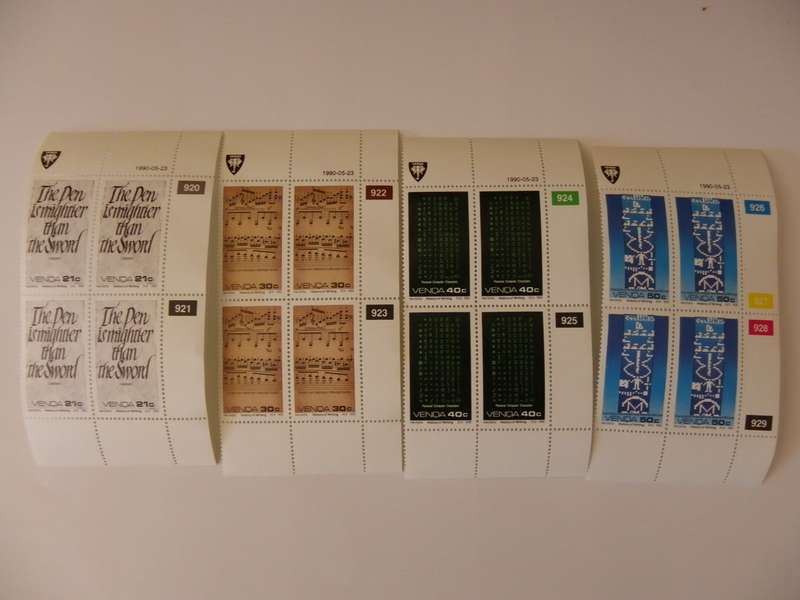 1990-05-23
920
The Pen
is mightier
than
the Sword
VENDA 21c
The Pen
is mightier
than
the Sword
VENDA 21c
921
The Pen
is mightier
than
the Sword
VENDA 21c
The Pen
is mightier
than
the Sword
VENDA 21c
1990-05-23
922
VENDA 30c
VENDA 30c
923
VENDA 30c
VENDA 30c
1990-05-23
924
VENDA 40c
VENDA 40c
925
VENDA 40c
VENDA 40c
1990-05-23
926
VENDA 50c
VENDA 50c
927
928
VENDA 50c
VENDA 50c
929